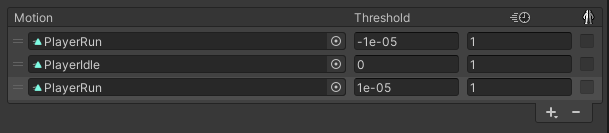 Motion Threshold
PlayerRun -1e-05 1
PlayerIdle 0 1
PlayerRun 1e-05 1